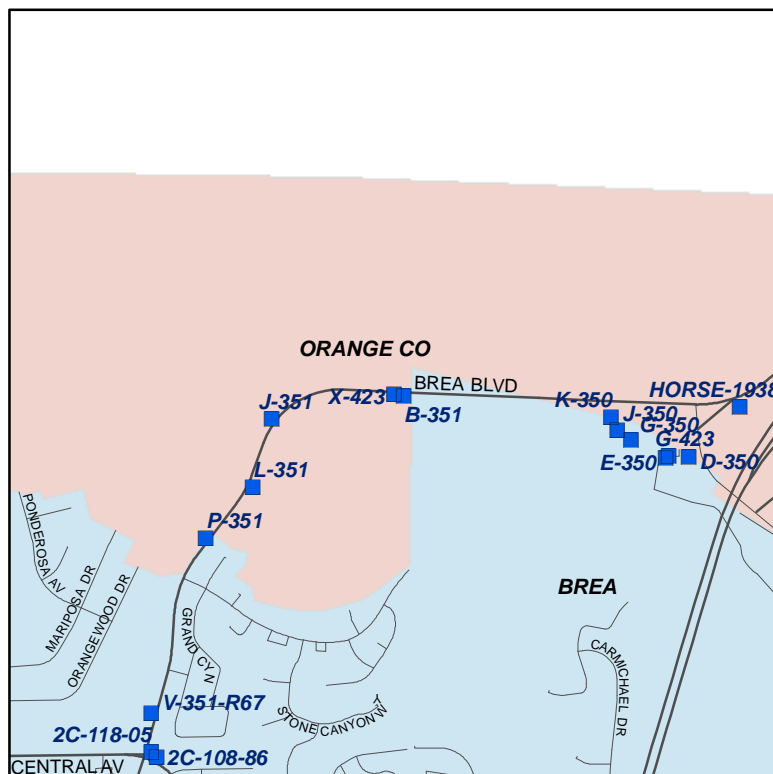 ORANGE CO
BREA BLVD
HORSE-1938
X-423
K-350
B-351
J-351
J-350
G-350
G-423
E-350
D-350
L-351
P-351
PONDEROSA AV
MARIPOSA DR
ORANGEWOOD DR
BREA
GRAND CY N
CARMICHAEL DR
STONE CANYON WY
V-351-R67
2C-118-05
2C-108-86
CENTRAL AV